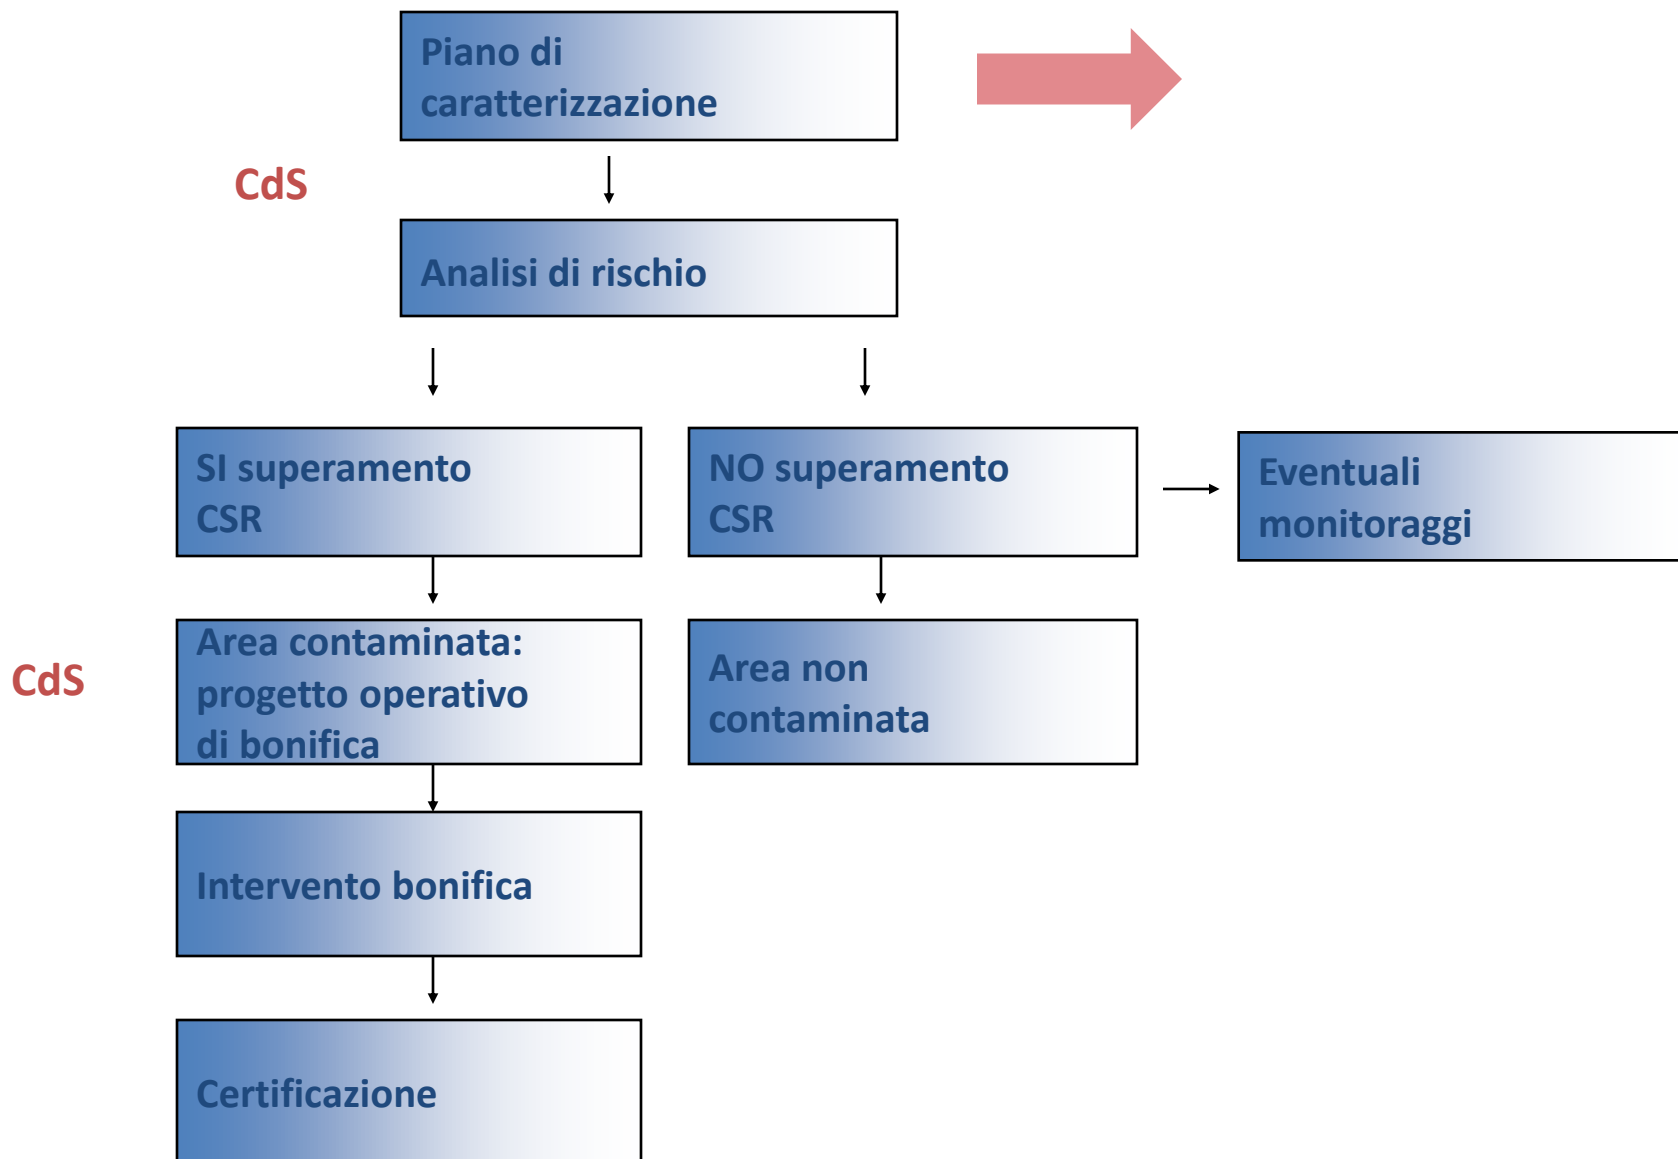 Piano di
caratterizzazione
CdS
Analisi di rischio
SI superamento
CSR
NO superamento
CSR
Eventuali
monitoraggi
Area contaminata:
progetto operativo
di bonifica
CdS
Area non
contaminata
Intervento bonifica
Certificazione